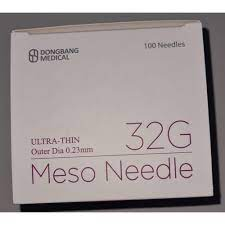 DONGBANG
MEDICAL
100 Needles
ULTRA-THIN
Outer Dia 0.23mm
32G
Meso Needle